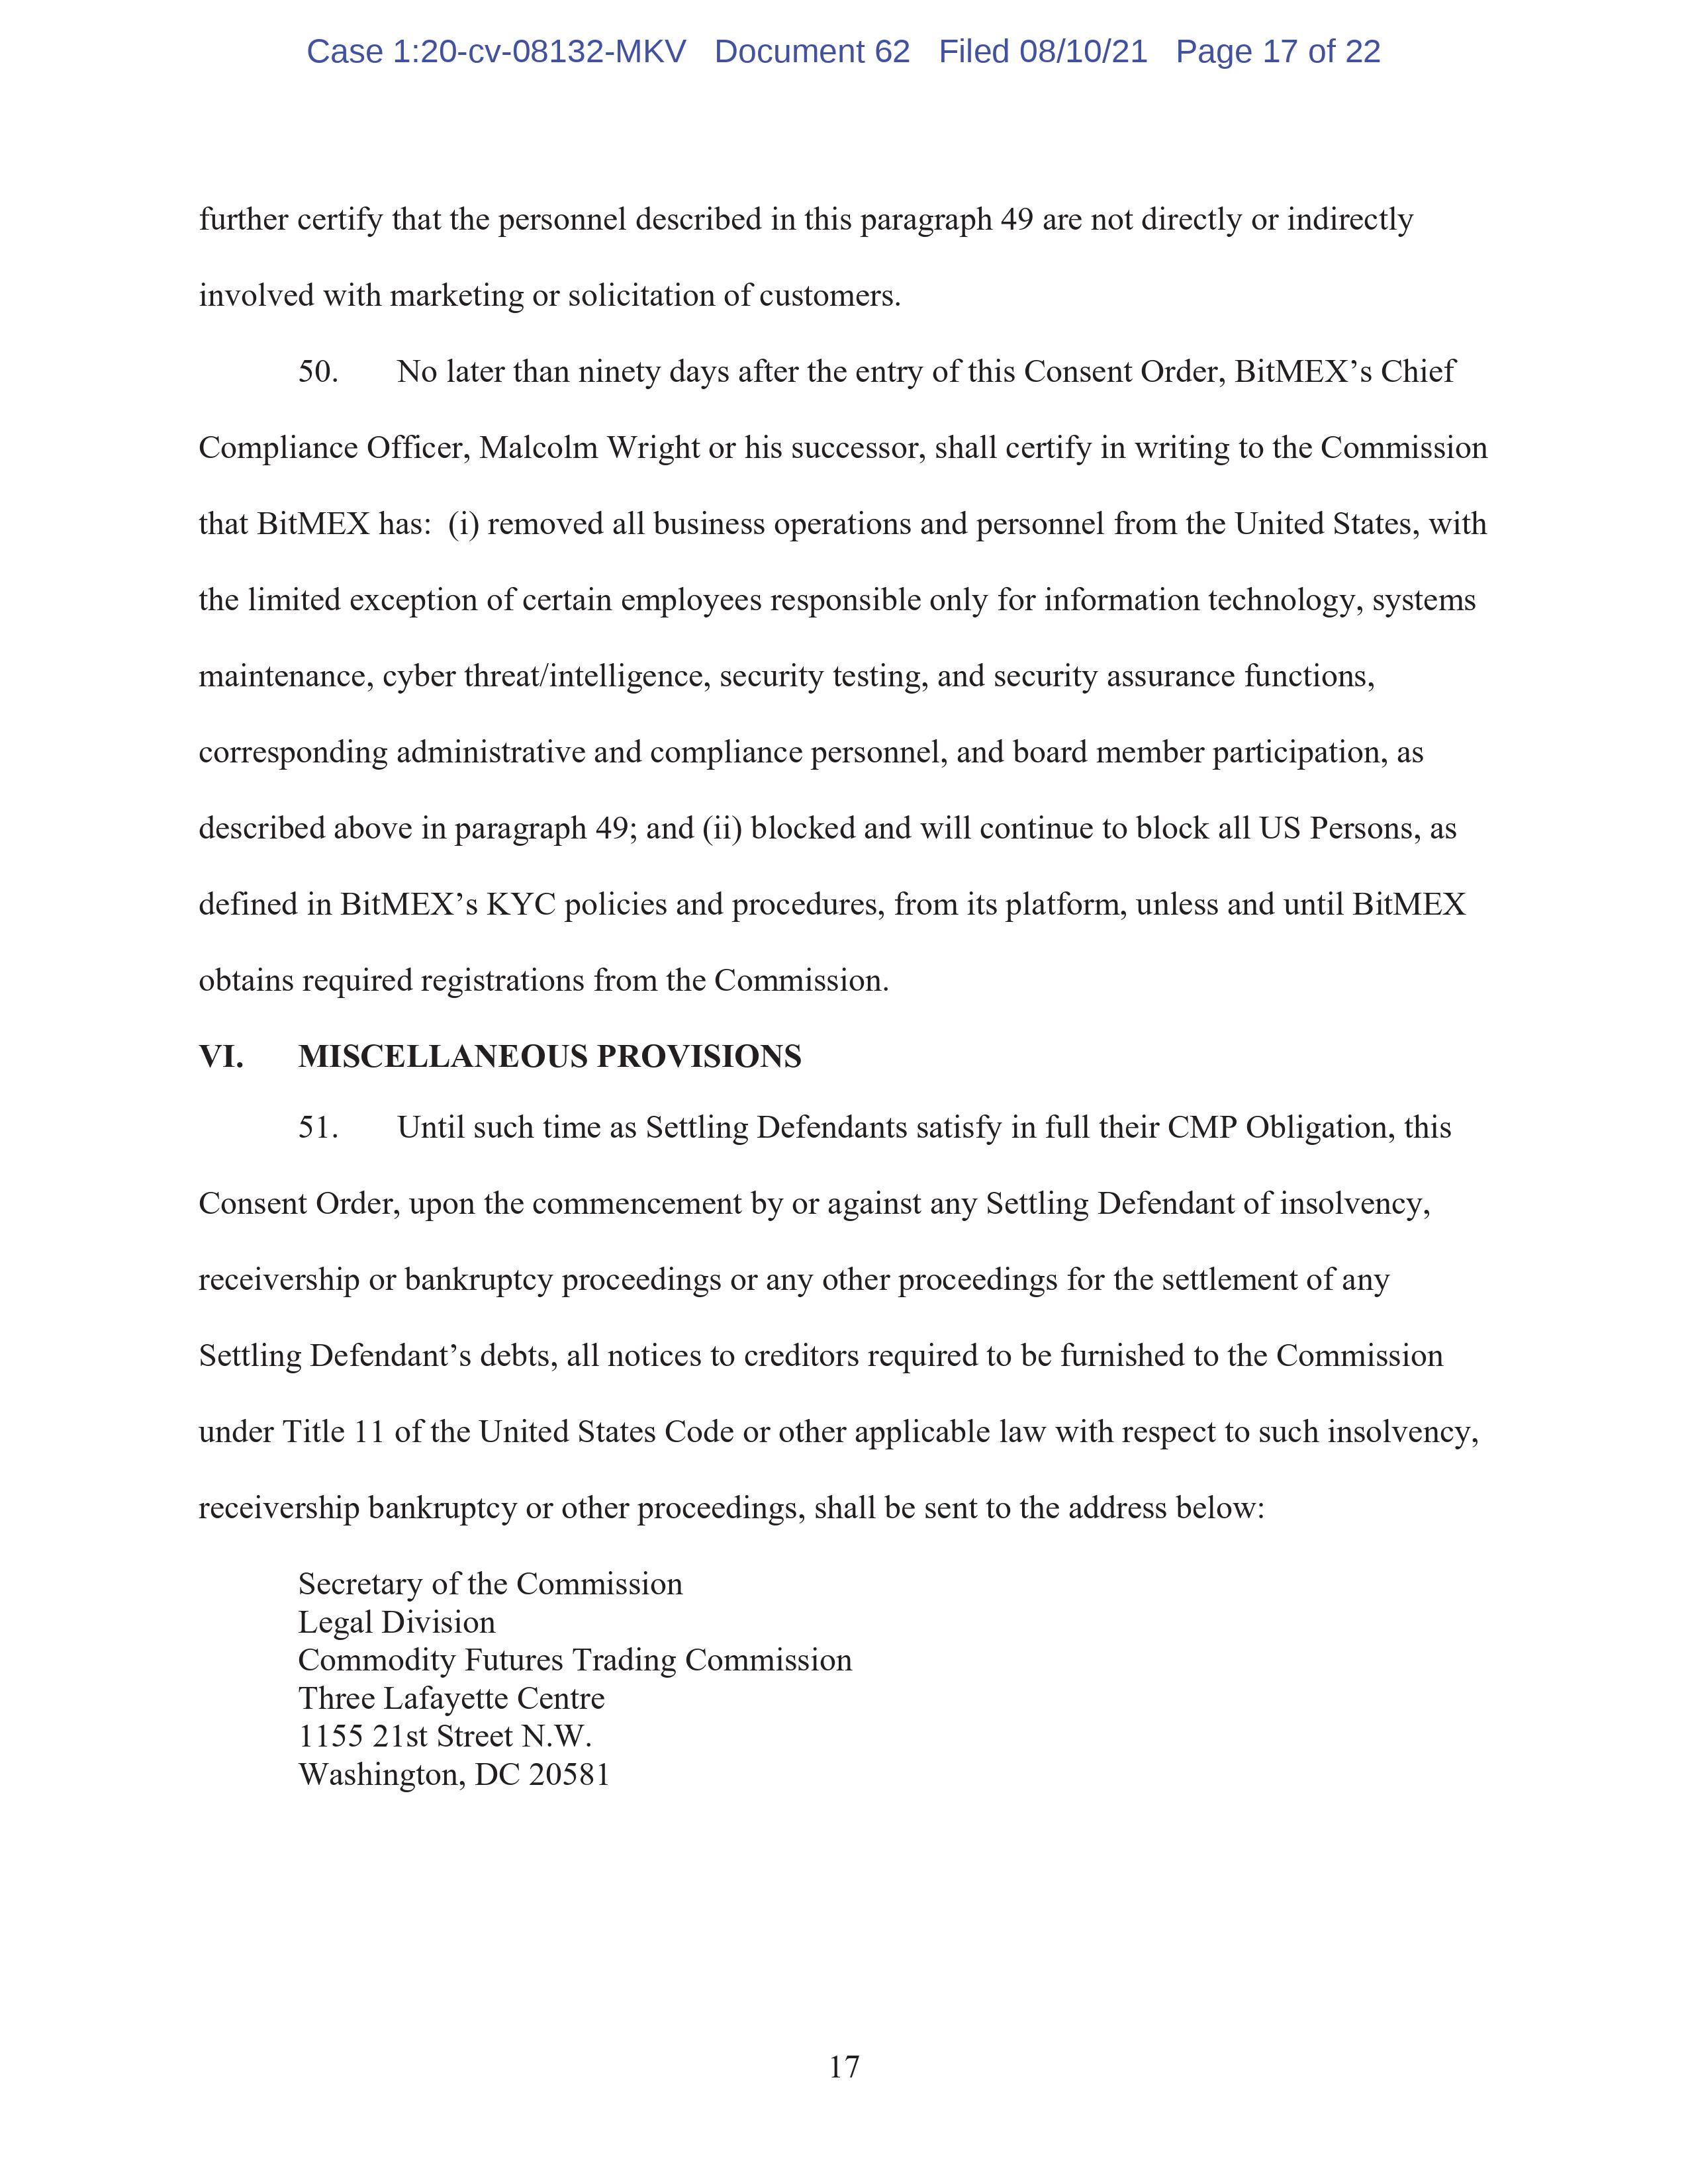 Case 1:20-cv-08132-MKV Document 62 Filed 08/10/21 Page 17 of 22
further certify that the personnel described in this paragraph 49 are not directly or indirectly
involved with marketing or solicitation of customers.
50. No later than ninety days after the entry of this Consent Order, BitMEX’s Chief
Compliance Officer, Malcolm Wright or his successor, shall certify in writing to the Commission
that BitMEX has: (i) removed all business operations and personnel from the United States, with
the limited exception of certain employees responsible only for information technology, systems
maintenance, cyber threat/intelligence, security testing, and security assurance functions,
corresponding administrative and compliance personnel, and board member participation, as
described above in paragraph 49; and (ii) blocked and will continue to block all US Persons, as
defined in BitMEX’s KYC policies and procedures, from its platform, unless and until BitMEX
obtains required registrations from the Commission.
VI. MISCELLANEOUS PROVISIONS
51. Until such time as Settling Defendants satisfy in full their CMP Obligation, this
Consent Order, upon the commencement by or against any Settling Defendant of insolvency,
receivership or bankruptcy proceedings or any other proceedings for the settlement of any
Settling Defendant’s debts, all notices to creditors required to be furnished to the Commission
under Title 11 of the United States Code or other applicable law with respect to such insolvency,
receivership bankruptcy or other proceedings, shall be sent to the address below:
Secretary of the Commission
Legal Division
Commodity Futures Trading Commission
Three Lafayette Centre
1155 21st Street N.W.
Washington, DC 20581
17